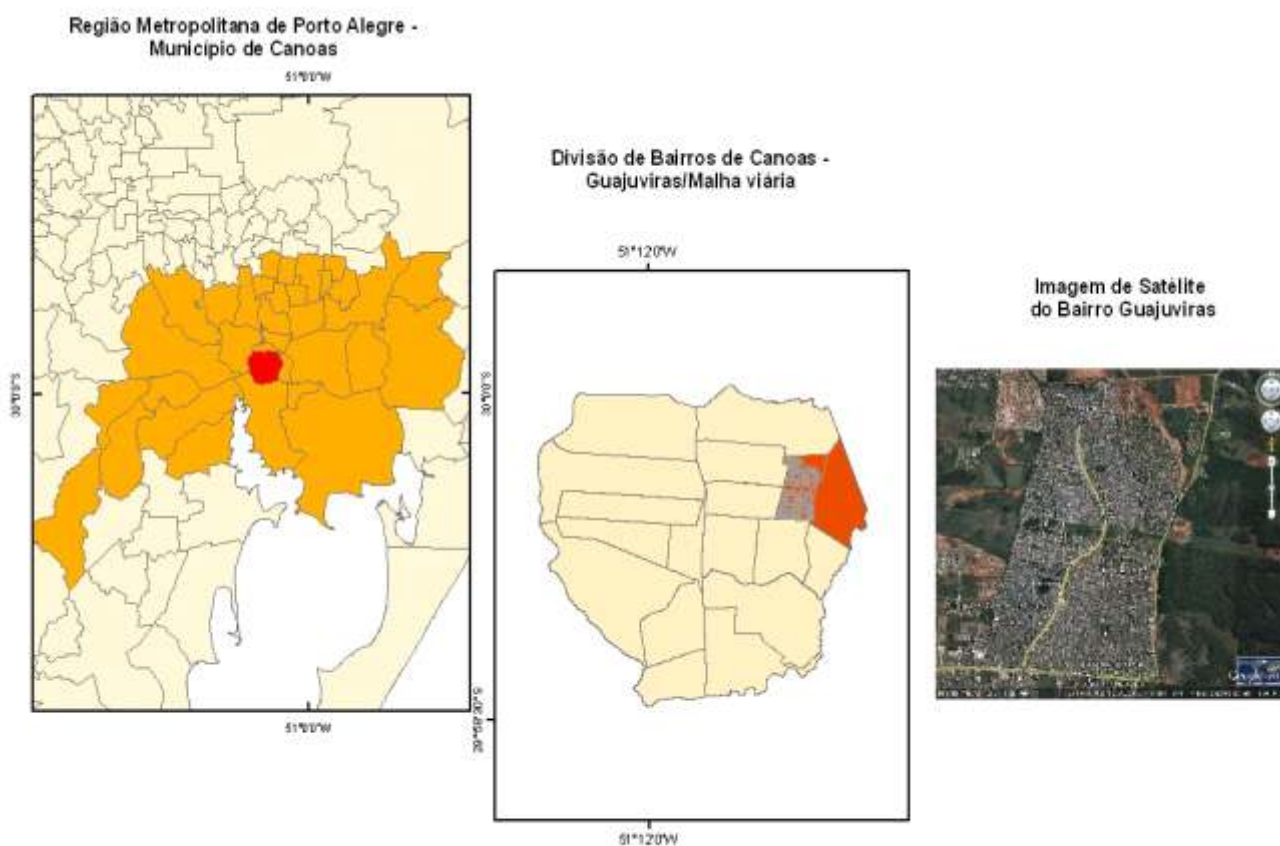 Região Metropolitana de Porto Alegre -
Município de Canoas
51°0'0"W
30°0'0"S
51°0'0"W
Divisão de Bairros de Canoas -
Guajuviras/Malha viária
51°12'0"W
30°0'0"S
51°12'0"W
Imagem de Satélite
do Bairro Guajuviras